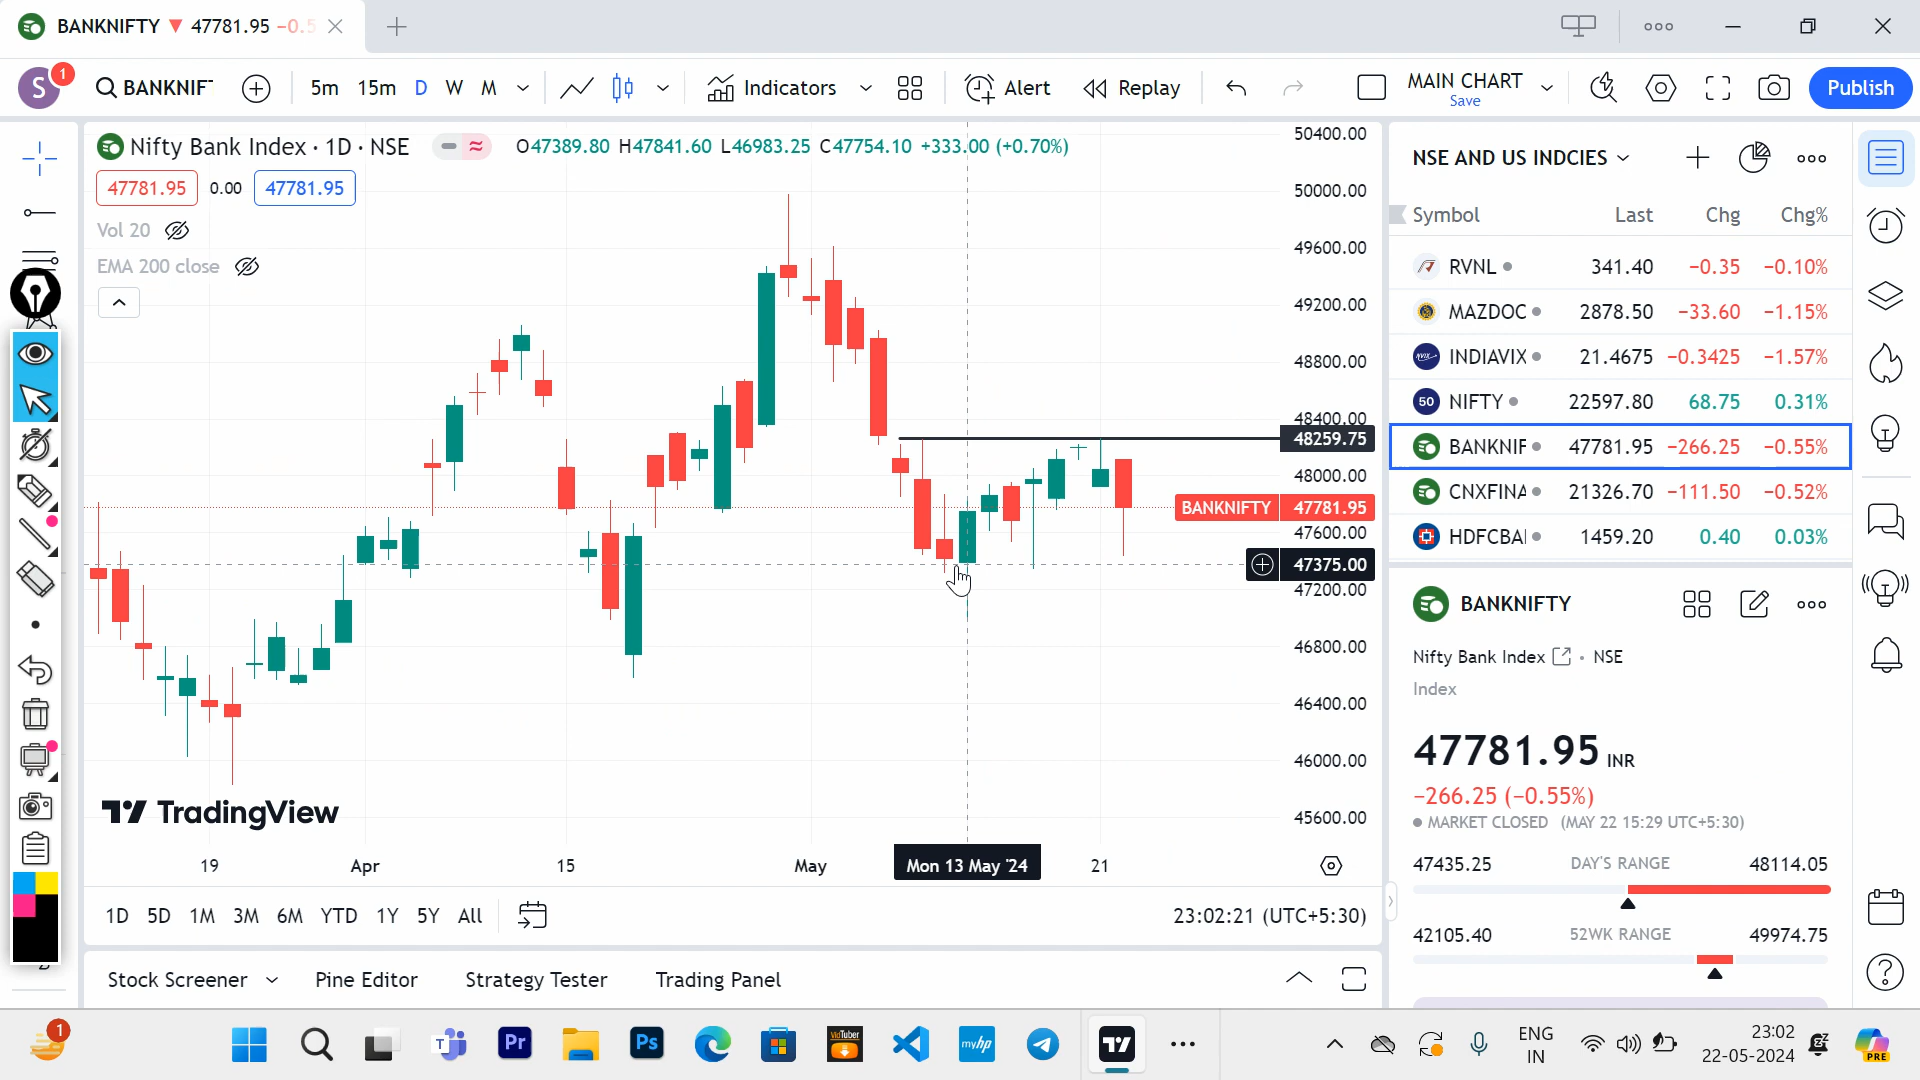 BANKNIFTY ▼ 47781.95 −0.5
S 1 BANKNIF 5m 15m D W M Indicators Alert Replay MAIN CHART Save Publish
Nifty Bank Index · 1D · NSE O47389.80 H47841.60 L46983.25 C47754.10 +333.00 (+0.70%)
47781.95 0.00 47781.95
Vol 20
EMA 200 close
50400.00
50000.00
49600.00
49200.00
48800.00
48400.00
48259.75
48000.00
BANKNIFTY 47781.95
47600.00
47375.00
47200.00
46800.00
46400.00
46000.00
45600.00
TradingView
19 Apr 15 May Mon 13 May '24 21
1D 5D 1M 3M 6M YTD 1Y 5Y All 23:02:21 (UTC+5:30)
Stock Screener Pine Editor Strategy Tester Trading Panel
NSE AND US INDCIES
Symbol Last Chg Chg%
RVNL 341.40 −0.35 −0.10%
MAZDOC 2878.50 −33.60 −1.15%
INDIAVIX 21.4675 −0.3425 −1.57%
50 NIFTY 22597.80 68.75 0.31%
BANKNIF 47781.95 −266.25 −0.55%
CNXFINA 21326.70 −111.50 −0.52%
HDFCBA 1459.20 0.40 0.03%
BANKNIFTY
Nifty Bank Index · NSE
Index
47781.95 INR
−266.25 (−0.55%)
MARKET CLOSED (MAY 22 15:29 UTC+5:30)
47435.25 DAY'S RANGE 48114.05
42105.40 52WK RANGE 49974.75
1 T Pr Ps VidTuber myhp ENG IN 23:02 22-05-2024 PRE